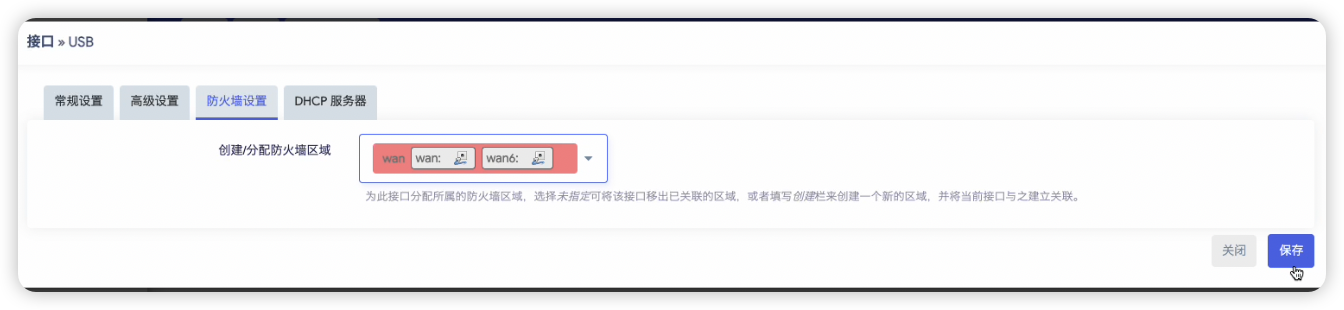 接口 » USB
常规设置 高级设置 防火墙设置 DHCP 服务器
创建/分配防火墙区域 wan wan: wan6:
为此接口分配所属的防火墙区域，选择未指定可将该接口移出已关联的区域，或者填写创建栏来创建一个新的区域，并将当前接口与之建立关联。
关闭 保存